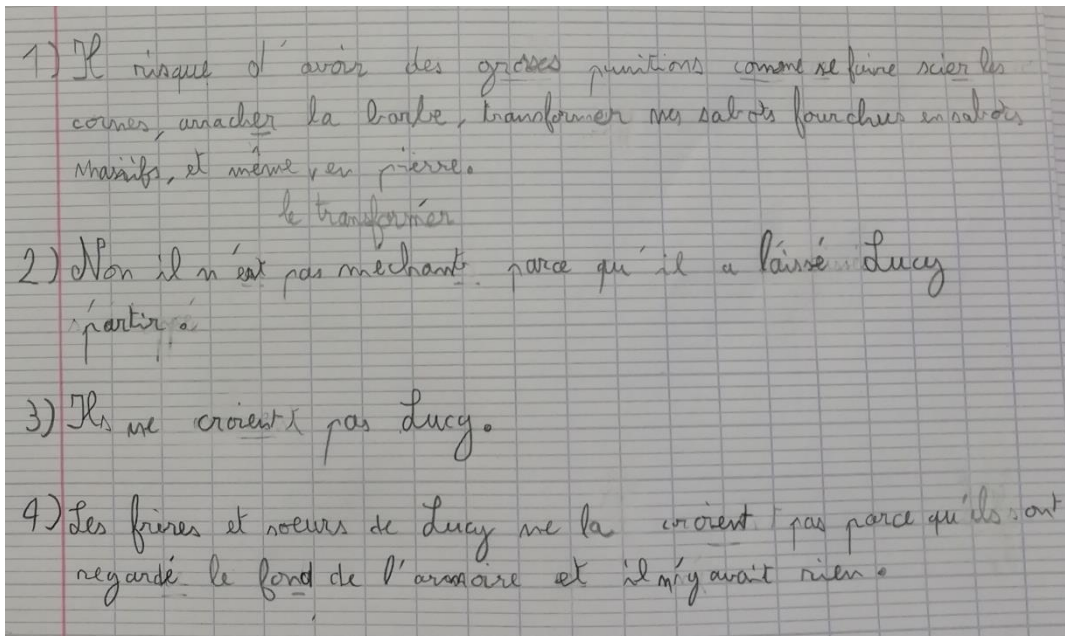 1) Il risque d'avoir des grosses punitions comme se faire scier les
cornes, arracher la barbe, transformer ses sabots fourchus en sabots
massifs, et même, en pierre.
le transformer
2) Non il n'est pas méchant parce qu'il a laissé Lucy
partir.
3) Ils ne croient pas Lucy.
4) Les frères et soeurs de Lucy ne la croient pas parce qu'ils ont
regardé le fond de l'armoire et il n'y avait rien.